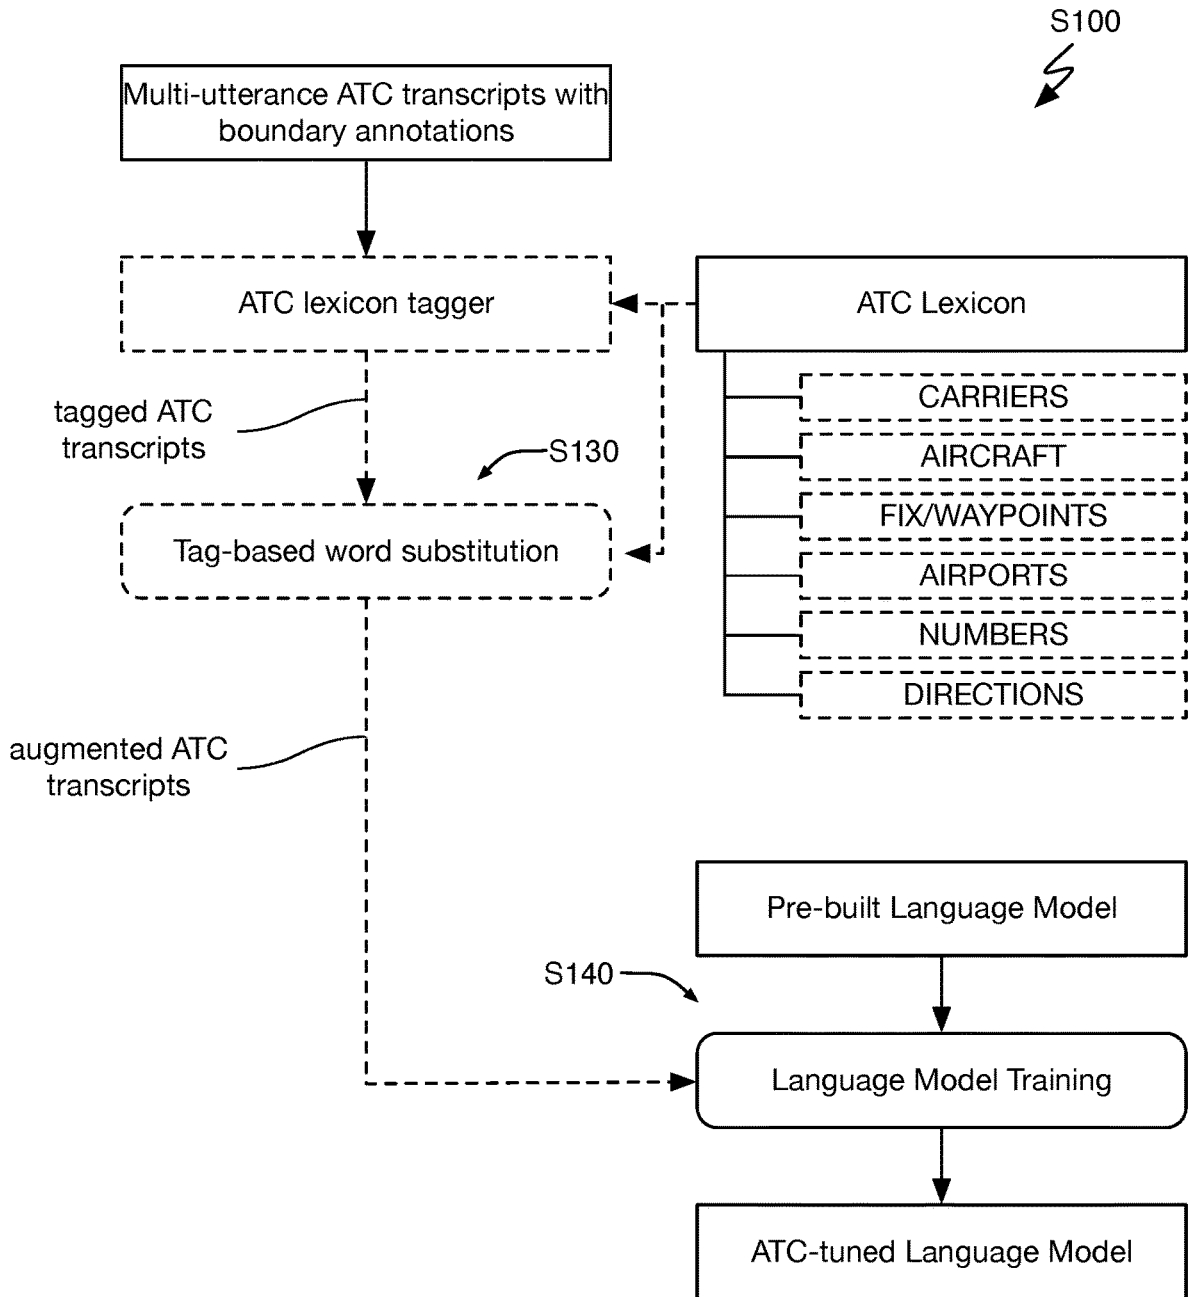 S100
Multi-utterance ATC transcripts with
boundary annotations
ATC lexicon tagger
ATC Lexicon
CARRIERS
tagged ATC
transcripts
AIRCRAFT
S130
FIX/WAYPOINTS
Tag-based word substitution
AIRPORTS
NUMBERS
DIRECTIONS
augmented ATC
transcripts
Pre-built Language Model
S140
Language Model Training
ATC-tuned Language Model